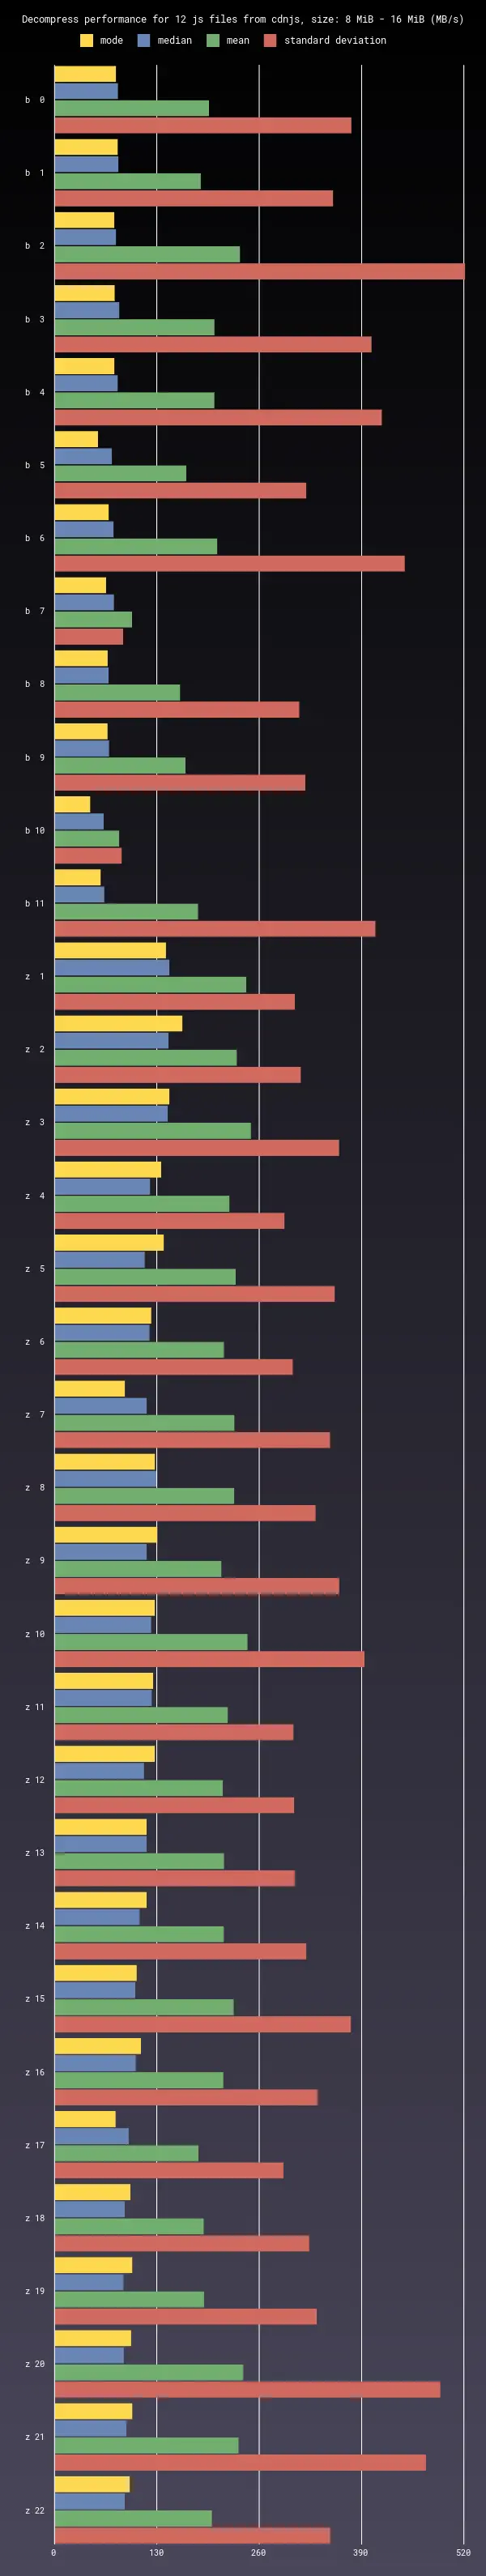 Decompress performance for 12 js files from cdnjs, size: 8 MiB - 16 MiB (MB/s)
mode median mean standard deviation
b 0
b 1
b 2
b 3
b 4
b 5
b 6
b 7
b 8
b 9
b 10
b 11
z 1
z 2
z 3
z 4
z 5
z 6
z 7
z 8
z 9
z 10
z 11
z 12
z 13
z 14
z 15
z 16
z 17
z 18
z 19
z 20
z 21
z 22
0 130 260 390 520